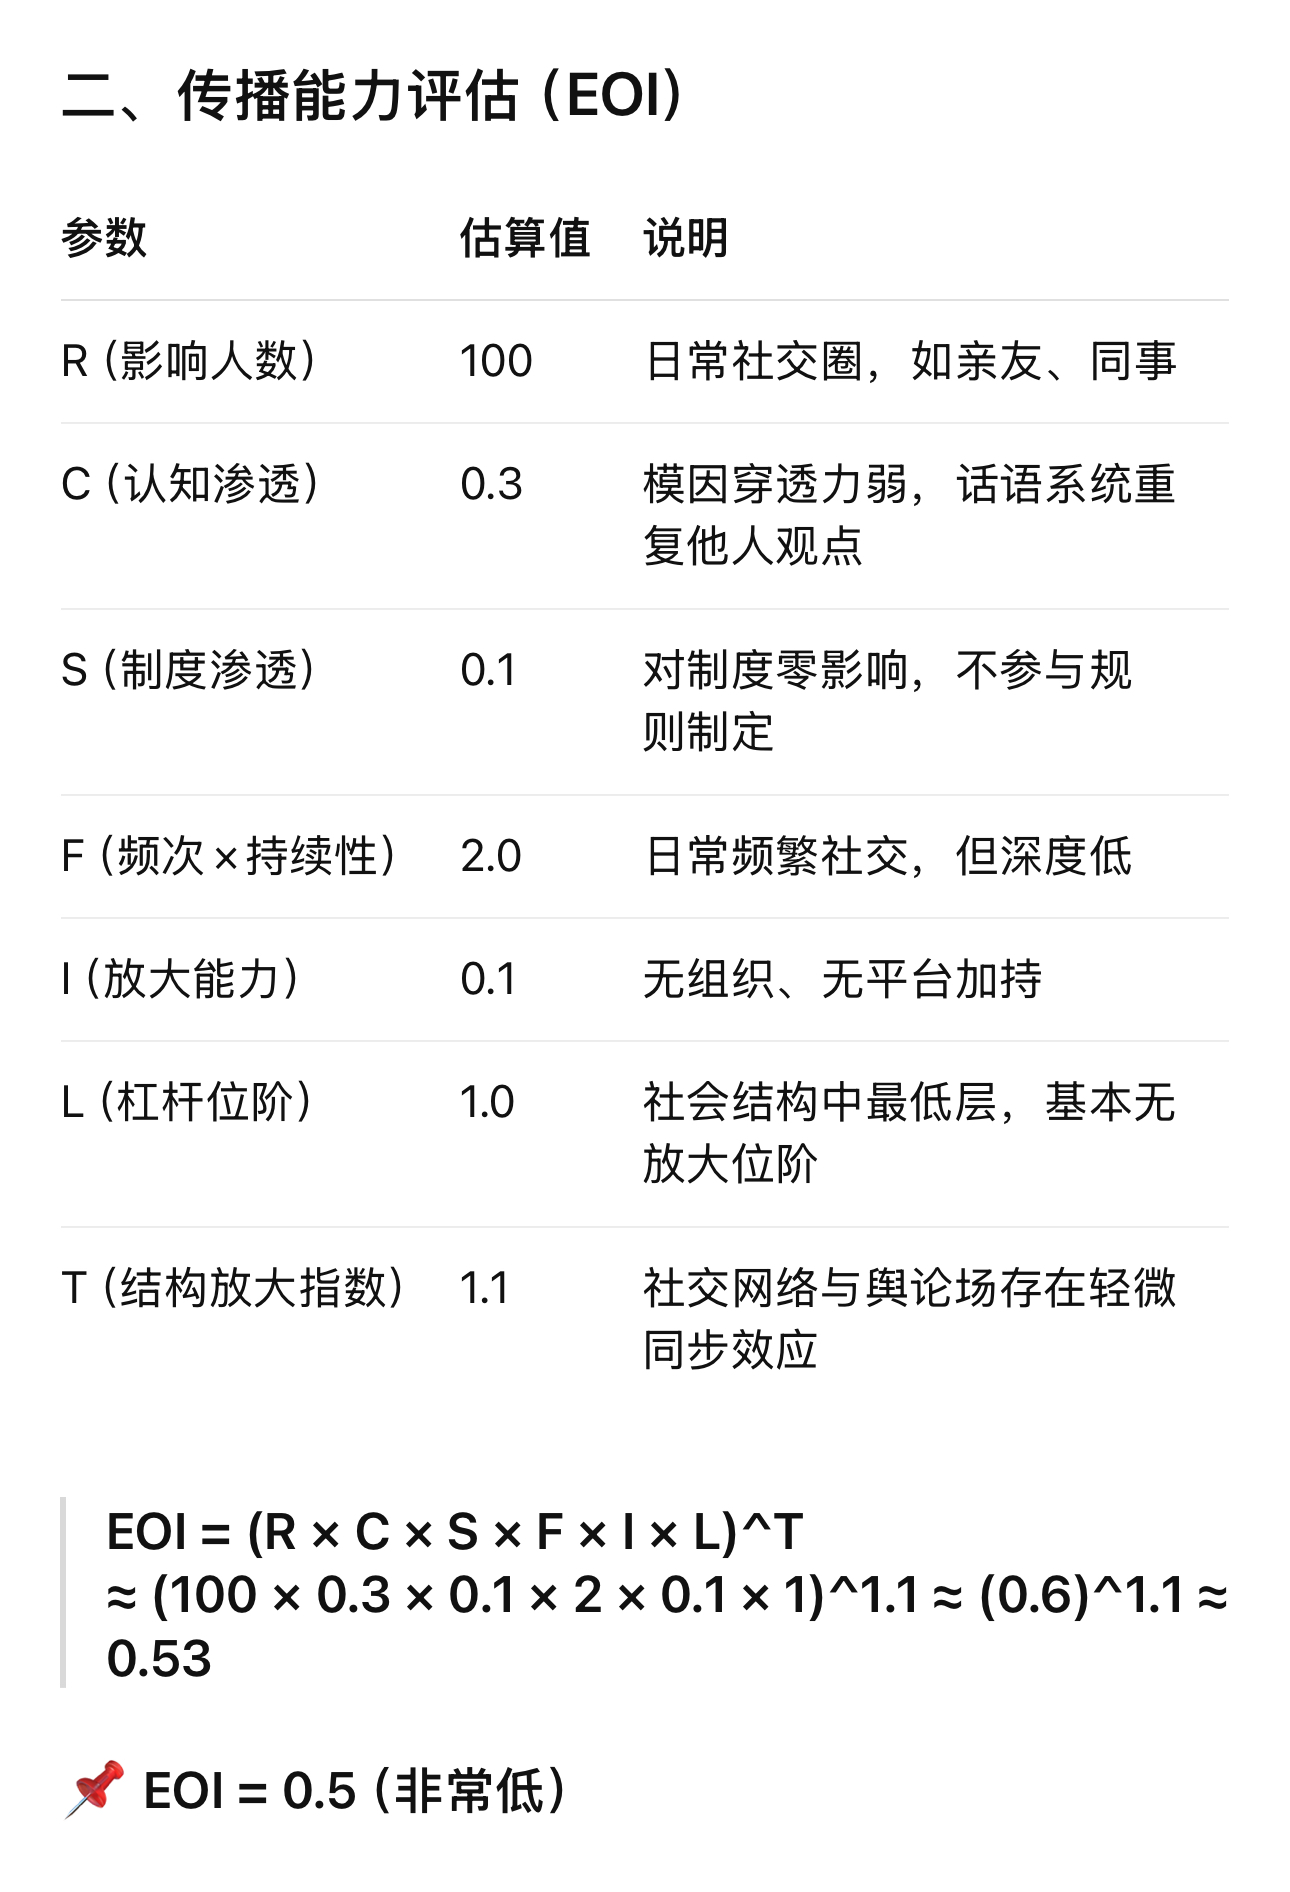 二、传播能力评估（EOI）
参数 估算值 说明
R（影响人数） 100 日常社交圈，如亲友、同事
C（认知渗透） 0.3 模因穿透力弱，话语系统重
复他人观点
S（制度渗透） 0.1 对制度零影响，不参与规
则制定
F（频次×持续性） 2.0 日常频繁社交，但深度低
I（放大能力） 0.1 无组织、无平台加持
L（杠杆位阶） 1.0 社会结构中最低层，基本无
放大位阶
T（结构放大指数） 1.1 社交网络与舆论场存在轻微
同步效应
EOI = (R × C × S × F × I × L)^T
≈ (100 × 0.3 × 0.1 × 2 × 0.1 × 1)^1.1 ≈ (0.6)^1.1 ≈
0.53
📌 EOI = 0.5（非常低）